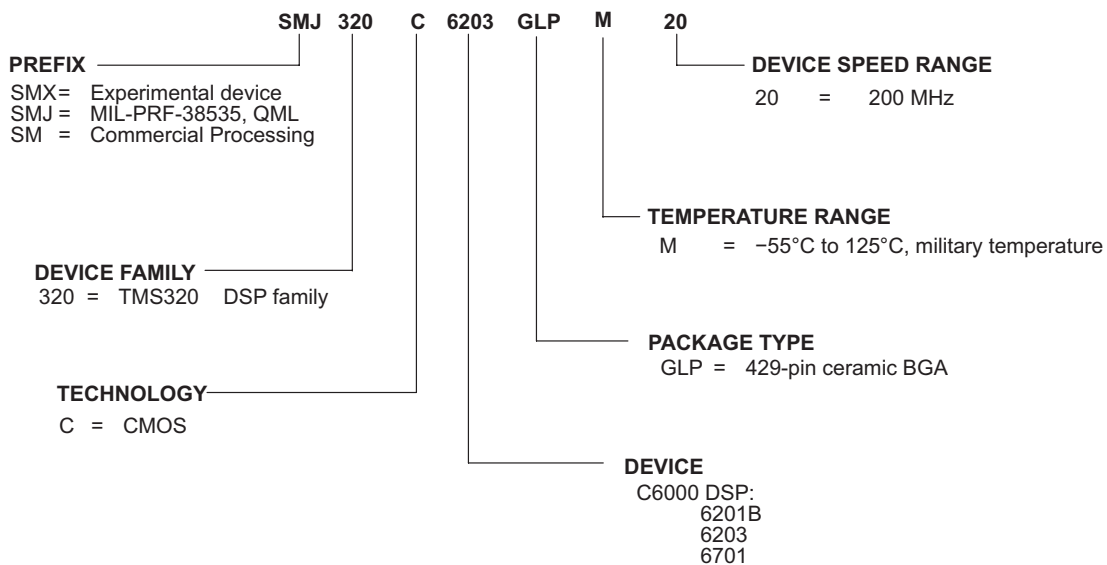 SMJ 320 C 6203 GLP M 20
PREFIX
SMX= Experimental device
SMJ = MIL-PRF-38535, QML
SM = Commercial Processing
DEVICE SPEED RANGE
20 = 200 MHz
TEMPERATURE RANGE
M = −55°C to 125°C, military temperature
DEVICE FAMILY
320 = TMS320 DSP family
PACKAGE TYPE
GLP = 429-pin ceramic BGA
TECHNOLOGY
C = CMOS
DEVICE
C6000 DSP:
6201B
6203
6701